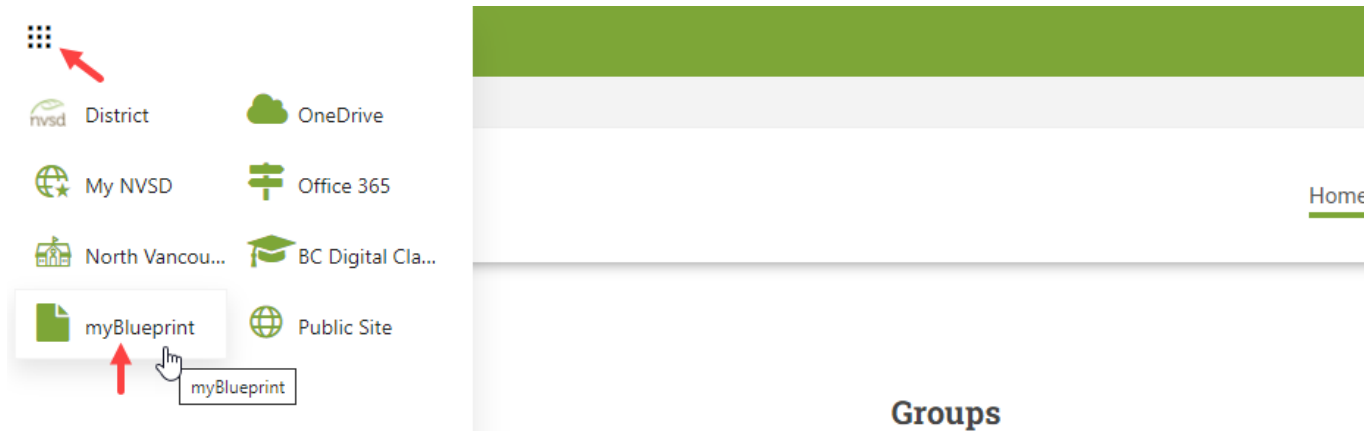 nvsd District OneDrive
Home
My NVSD Office 365
North Vancou... BC Digital Cla...
myBlueprint Public Site
myBlueprint
Groups